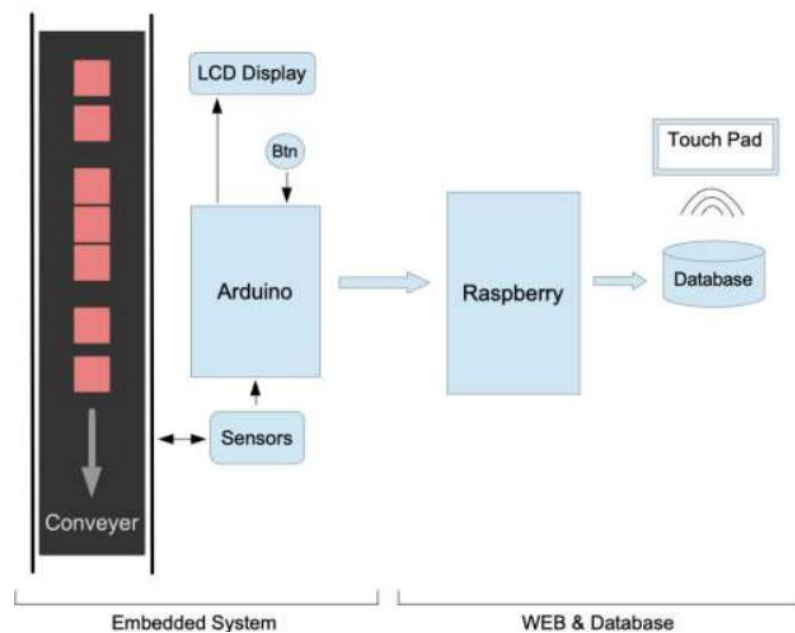 LCD Display
Btn
Touch Pad
Arduino
Raspberry
Database
Sensors
Conveyer
Embedded System
WEB & Database